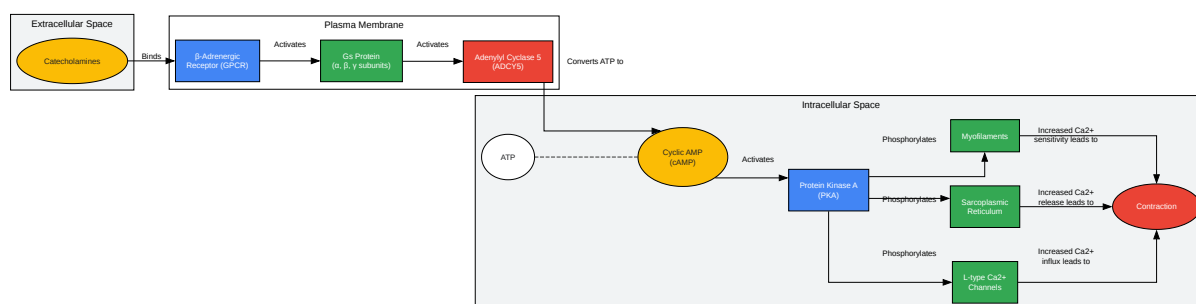 Extracellular Space
Catecholamines
Binds
Plasma Membrane
β-Adrenergic
Receptor (GPCR)
Activates
Gs Protein
(α, β, γ subunits)
Activates
Adenylyl Cyclase 5
(ADCY5)
Converts ATP to
Intracellular Space
ATP
Cyclic AMP
(cAMP)
Activates
Protein Kinase A
(PKA)
Phosphorylates
Myofilaments
Increased Ca2+
sensitivity leads to
Phosphorylates
Sarcoplasmic
Reticulum
Increased Ca2+
release leads to
Contraction
Phosphorylates
L-type Ca2+
Channels
Increased Ca2+
influx leads to